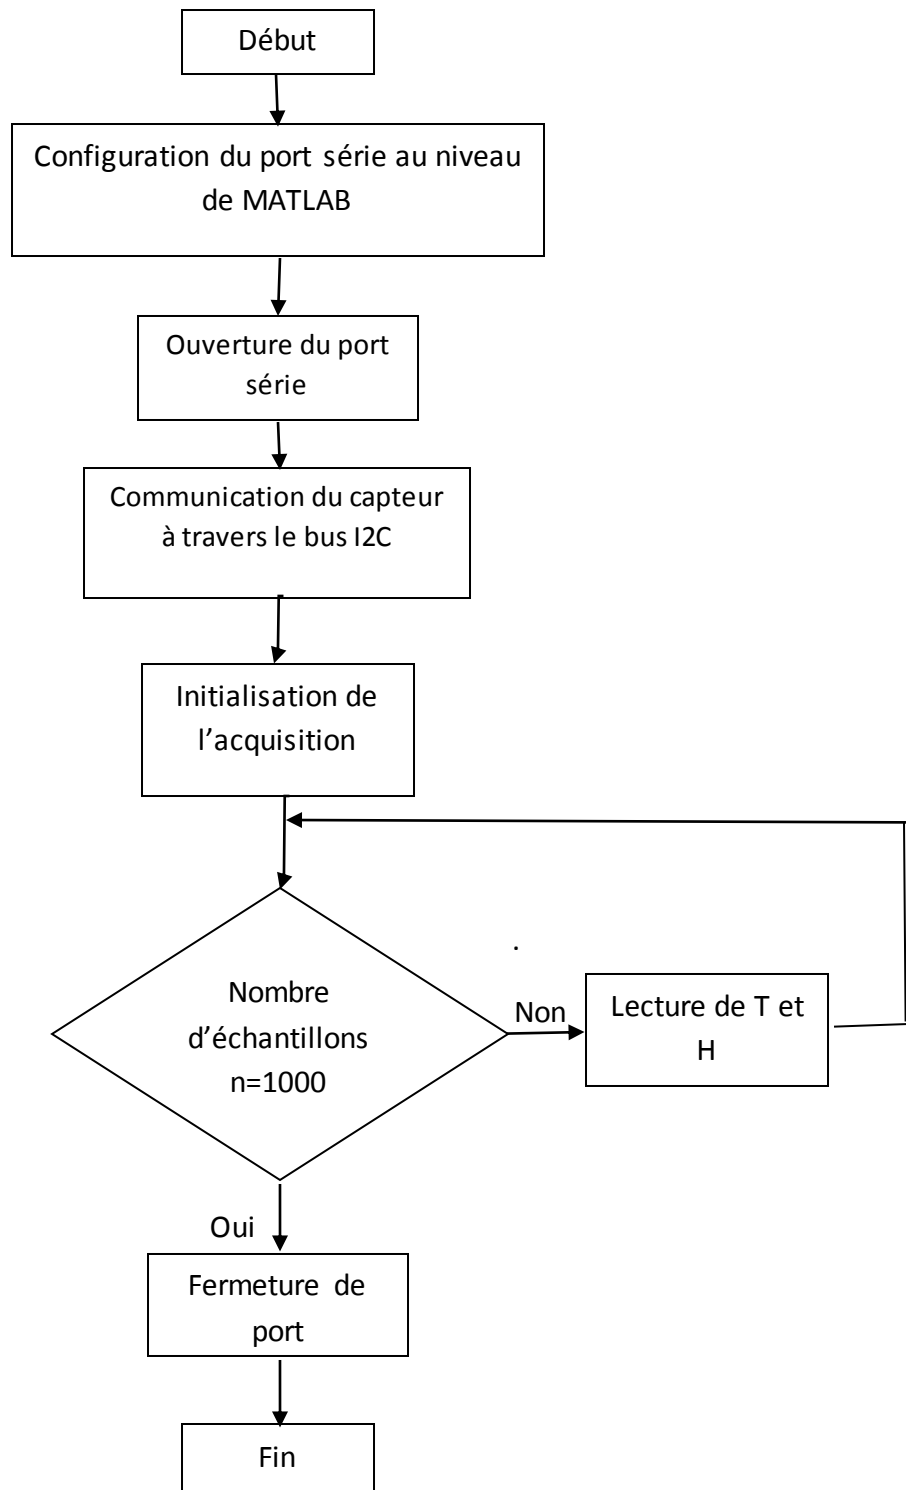 Début
Configuration du port série au niveau
de MATLAB
Ouverture du port
série
Communication du capteur
à travers le bus I2C
Initialisation de
l’acquisition
.
Nombre
d’échantillons
n=1000
Non
Lecture de T et
H
Oui
Fermeture de
port
Fin